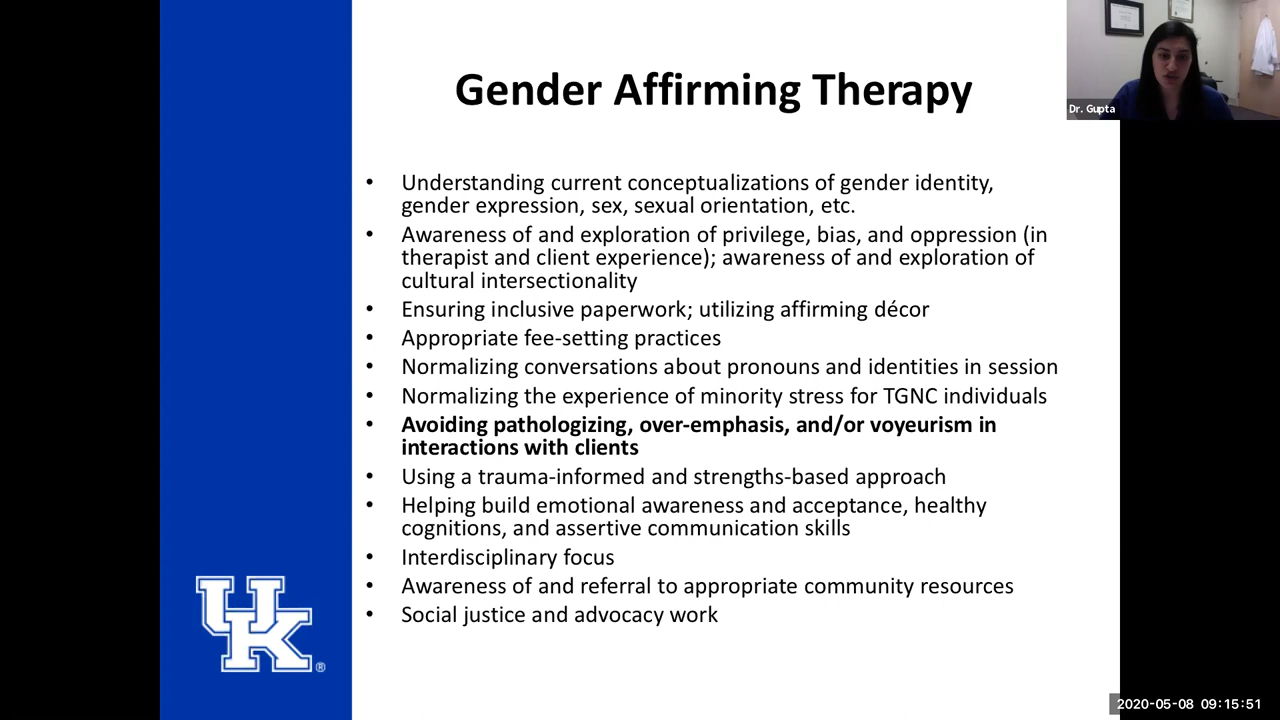 Gender Affirming Therapy
Dr. Gupta
• Understanding current conceptualizations of gender identity,
gender expression, sex, sexual orientation, etc.
• Awareness of and exploration of privilege, bias, and oppression (in
therapist and client experience); awareness of and exploration of
cultural intersectionality
• Ensuring inclusive paperwork; utilizing affirming décor
• Appropriate fee-setting practices
• Normalizing conversations about pronouns and identities in session
• Normalizing the experience of minority stress for TGNC individuals
• Avoiding pathologizing, over-emphasis, and/or voyeurism in
interactions with clients
• Using a trauma-informed and strengths-based approach
• Helping build emotional awareness and acceptance, healthy
cognitions, and assertive communication skills
• Interdisciplinary focus
• Awareness of and referral to appropriate community resources
• Social justice and advocacy work
UK®
2020-05-08 09:15:51